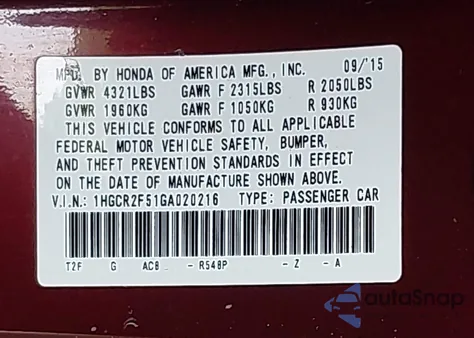 MFD. BY HONDA OF AMERICA MFG., INC. 09/'15
GVWR 4321LBS GAWR F 2315LBS R 2050LBS
GVWR 1960KG GAWR F 1050KG R 930KG
THIS VEHICLE CONFORMS TO ALL APPLICABLE
FEDERAL MOTOR VEHICLE SAFETY, BUMPER,
AND THEFT PREVENTION STANDARDS IN EFFECT
ON THE DATE OF MANUFACTURE SHOWN ABOVE.
V.I.N.: 1HGCR2F51GA020216 TYPE: PASSENGER CAR
T2F G AC8 - R548P - Z - A
autoSnap